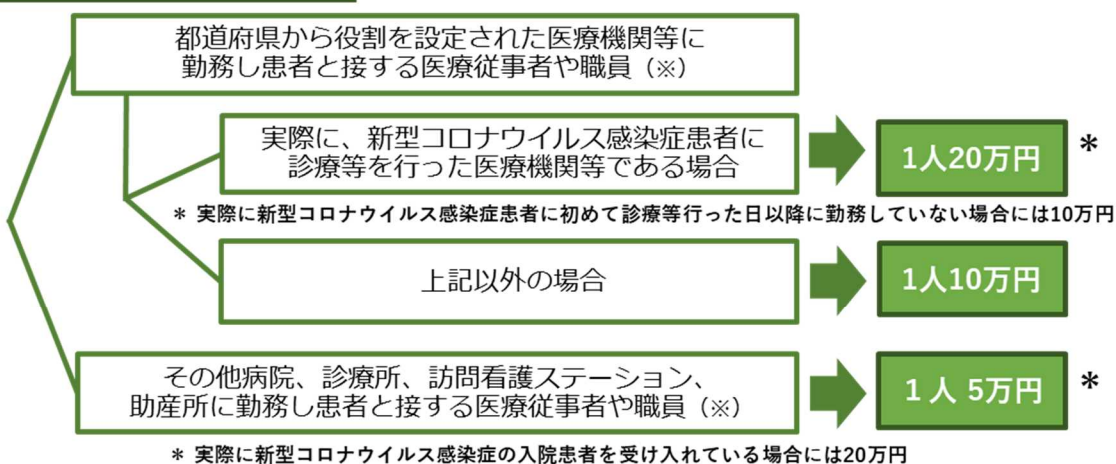 都道府県から役割を設定された医療機関等に
勤務し患者と接する医療従事者や職員（※）
実際に、新型コロナウイルス感染症患者に
診療等を行った医療機関等である場合
1人20万円
*
* 実際に新型コロナウイルス感染症患者に初めて診療等行った日以降に勤務していない場合には10万円
上記以外の場合
1人10万円
その他病院、診療所、訪問看護ステーション、
助産所に勤務し患者と接する医療従事者や職員（※）
1人 5万円
*
* 実際に新型コロナウイルス感染症の入院患者を受け入れている場合には20万円